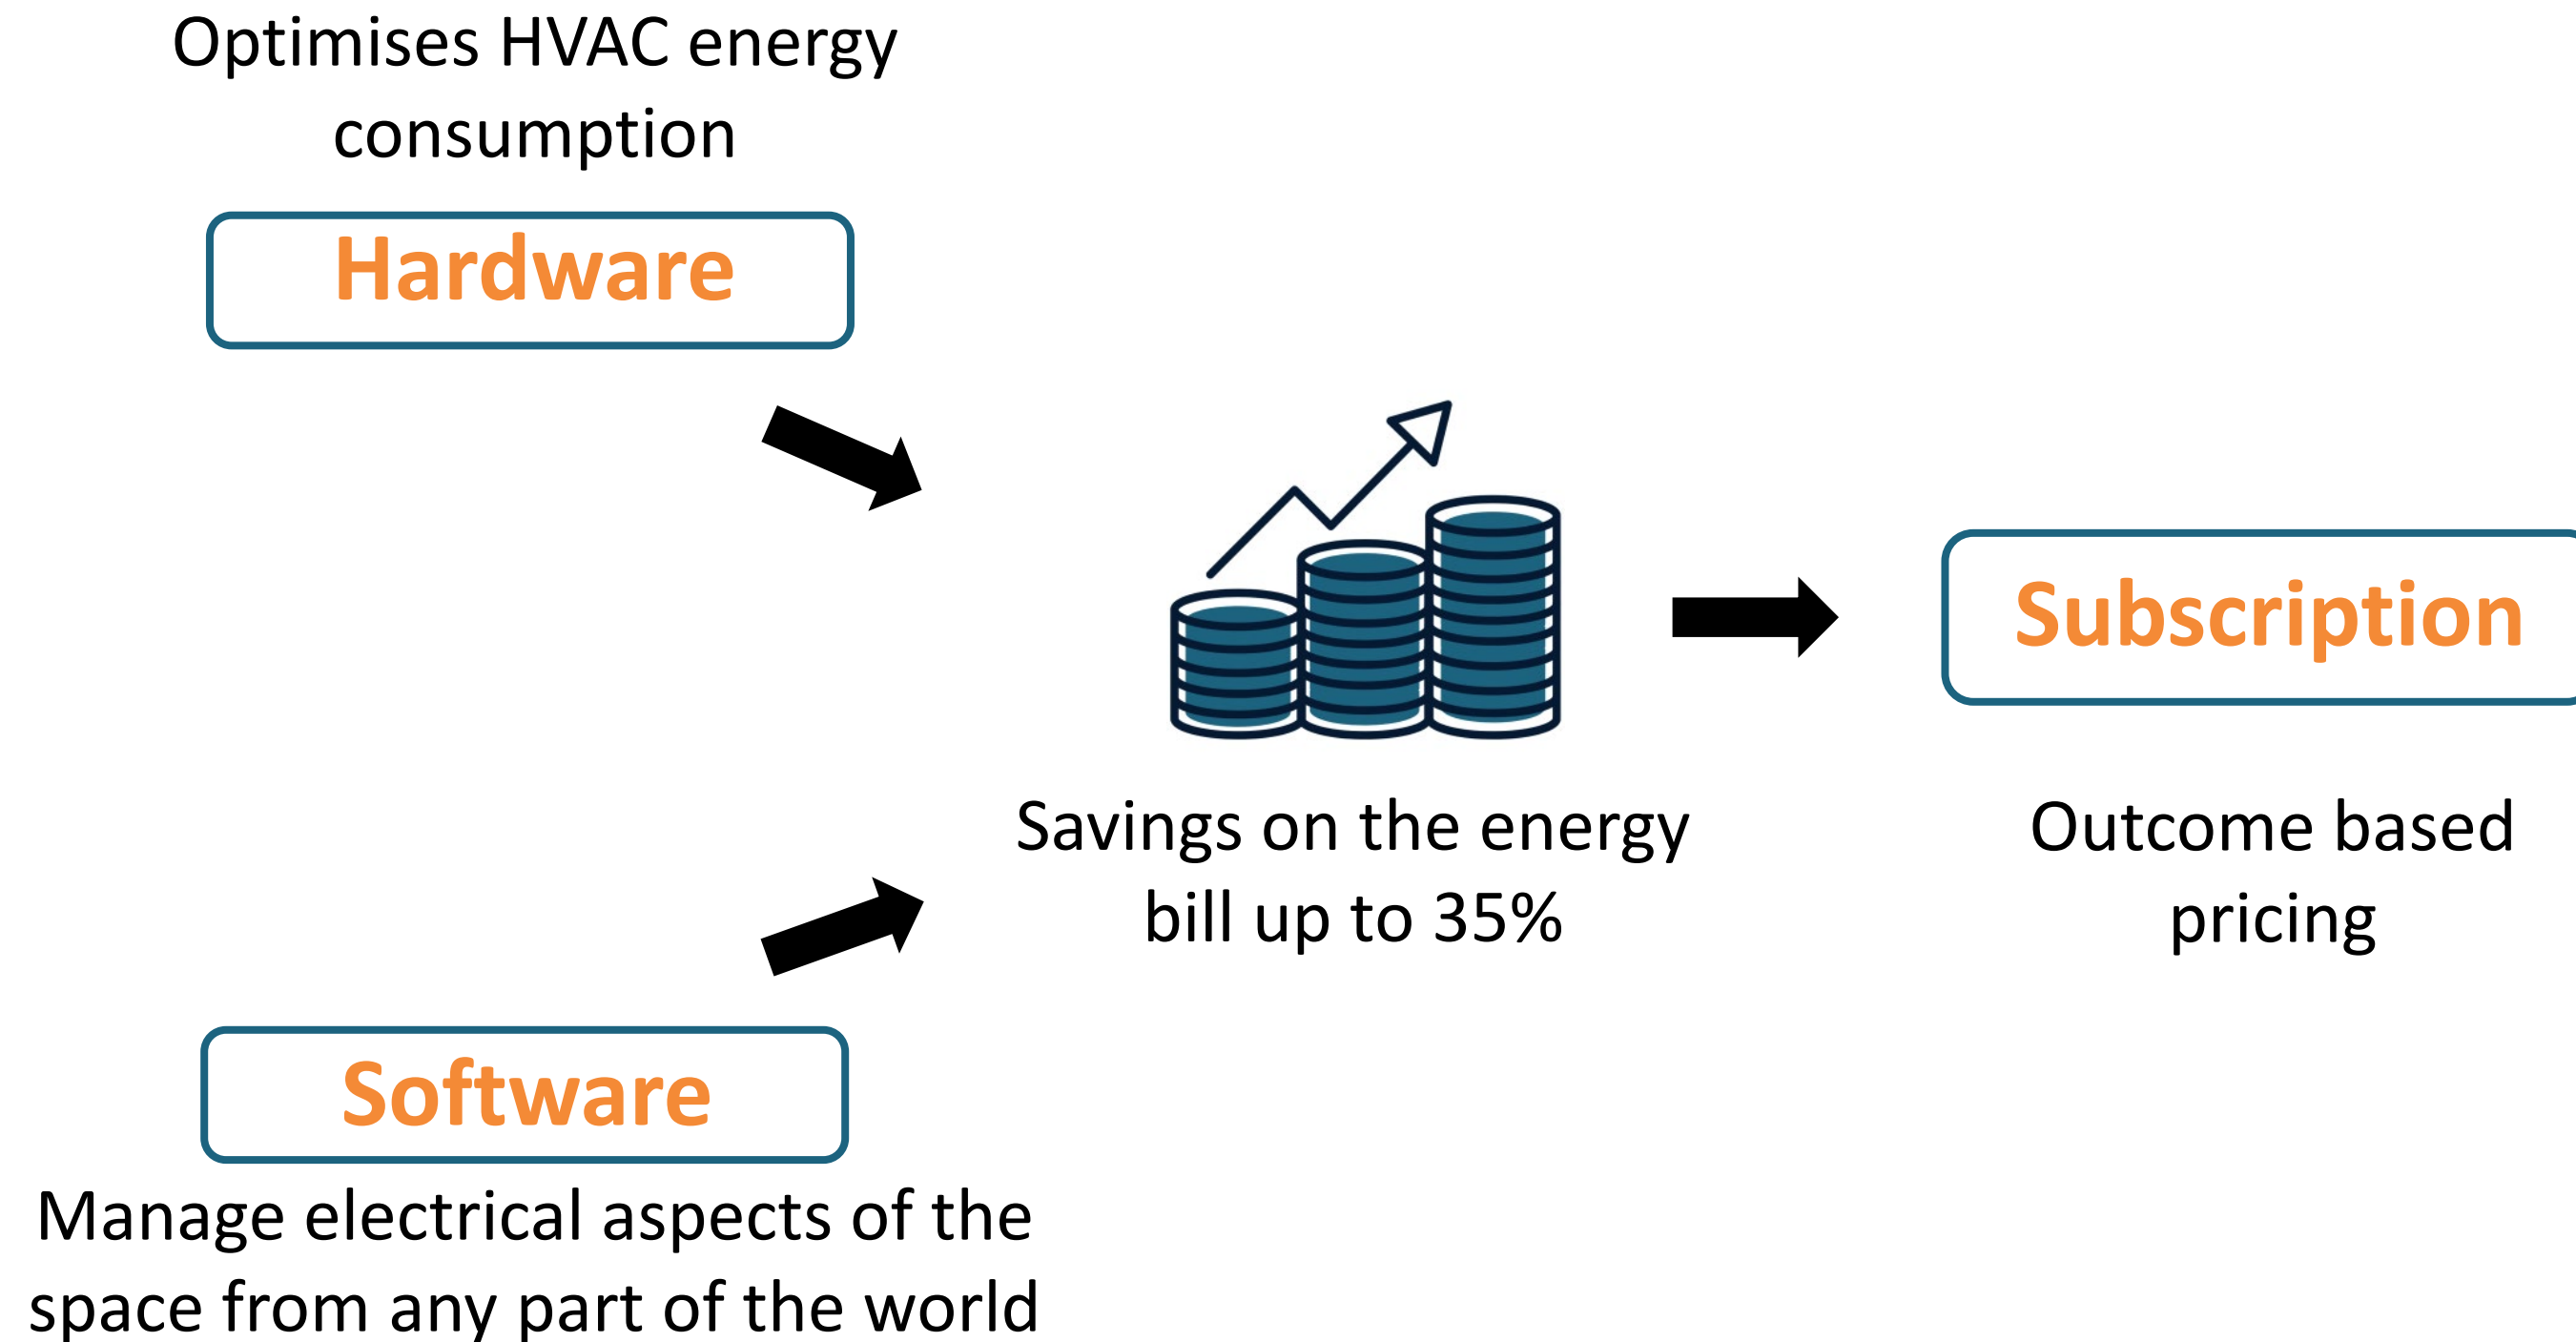 Optimises HVAC energy
consumption
Hardware
Savings on the energy
bill up to 35%
Subscription
Outcome based
pricing
Software
Manage electrical aspects of the
space from any part of the world